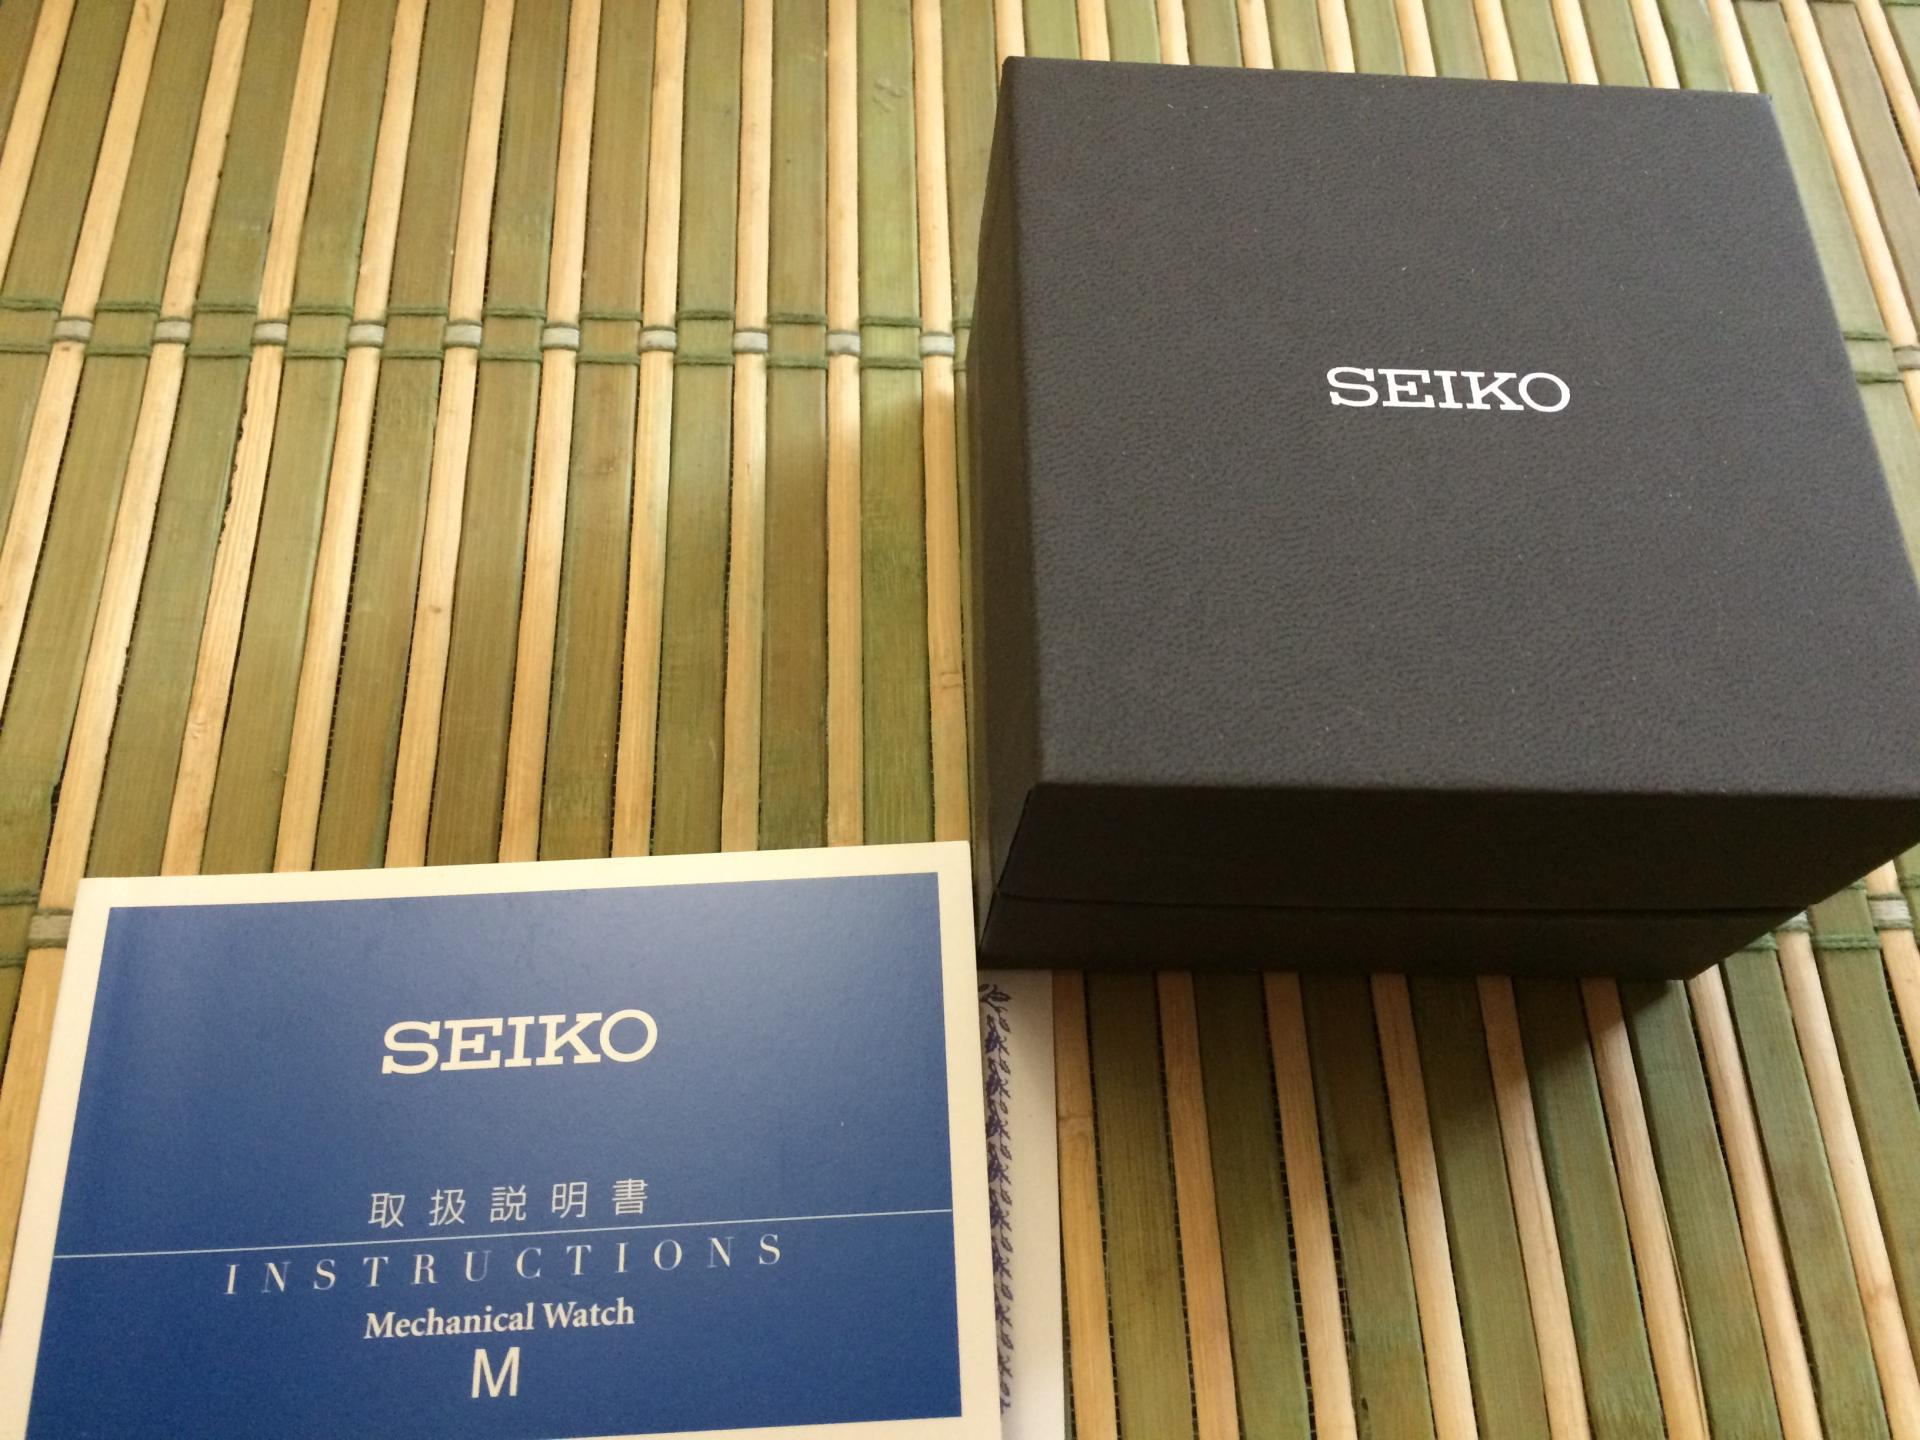 SEIKO
SEIKO
取扱説明書
INSTRUCTIONS
Mechanical Watch
M